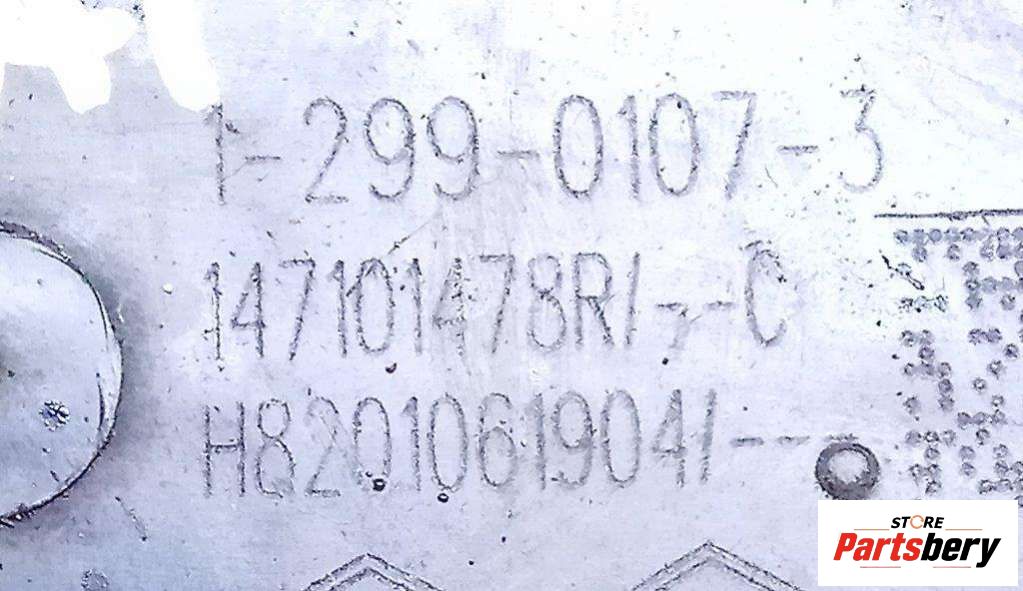 1-299-0107-3
147101478R/---C
H8201061904/----
STORE
Partsbery